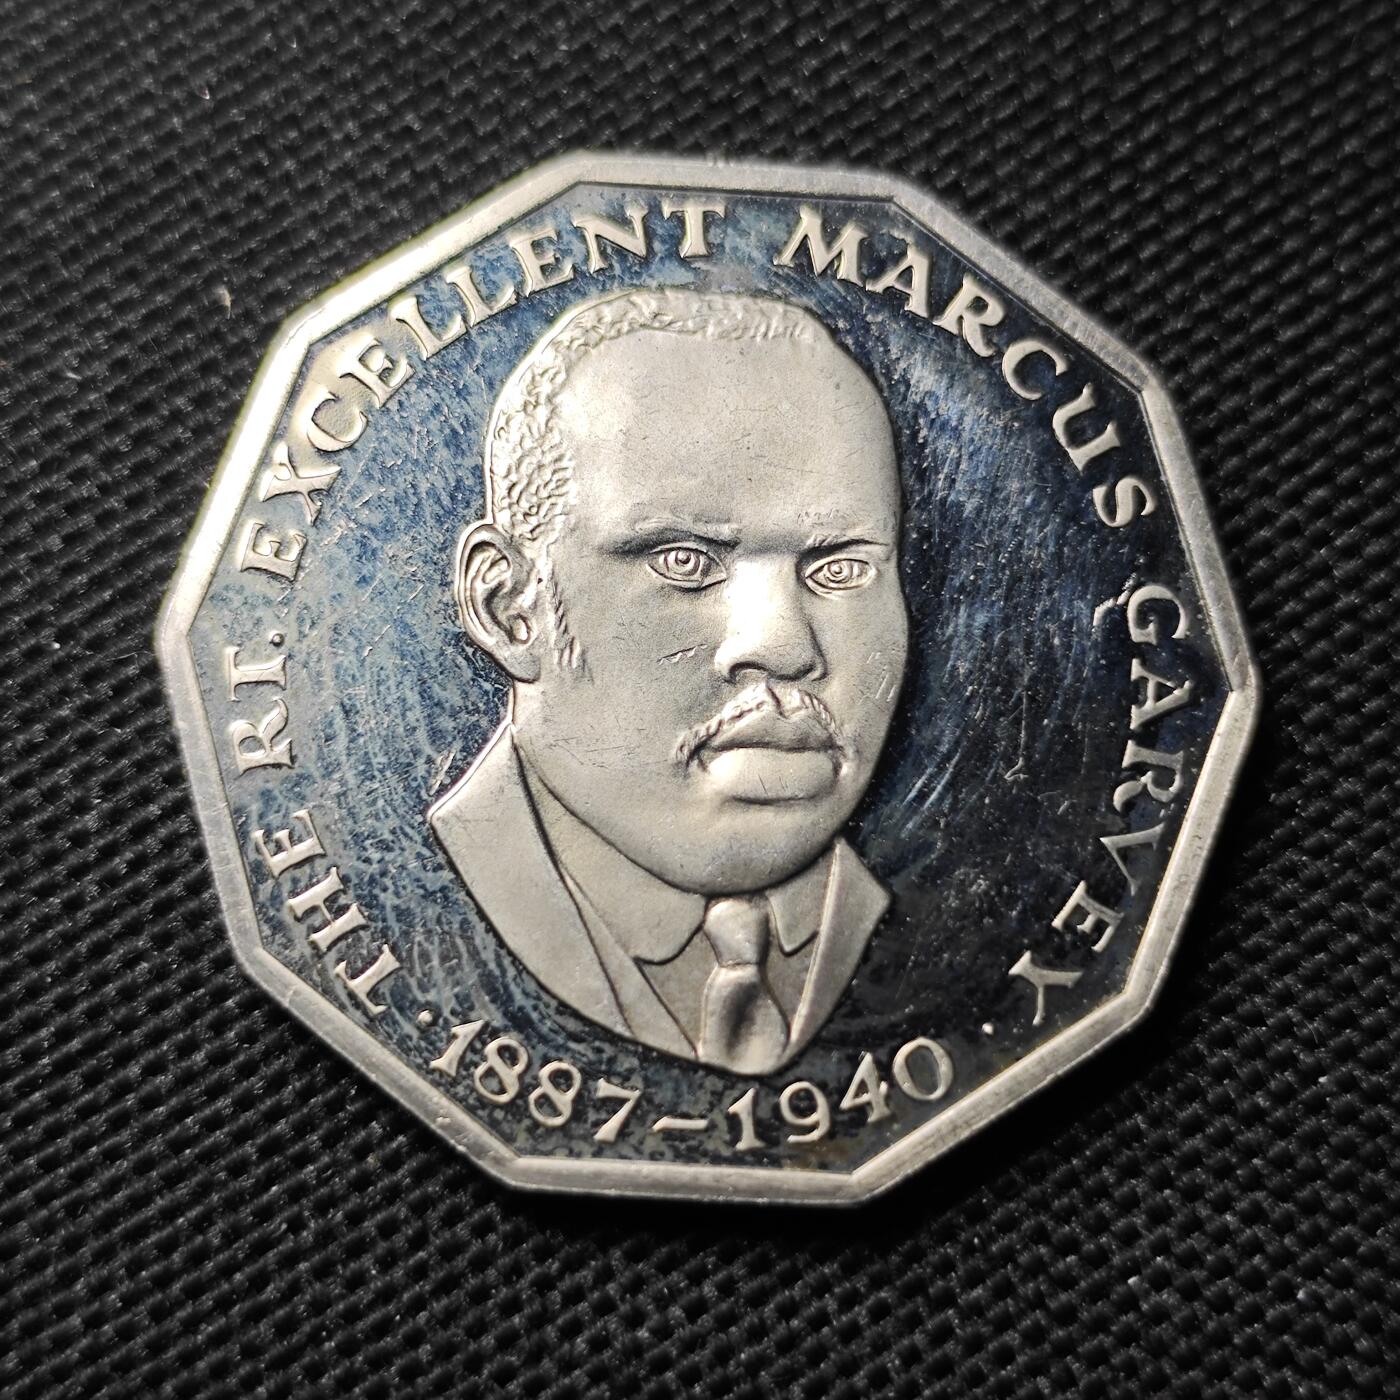 THE RT. EXCELLENT MARCUS GARVEY
· 1887–1940 ·